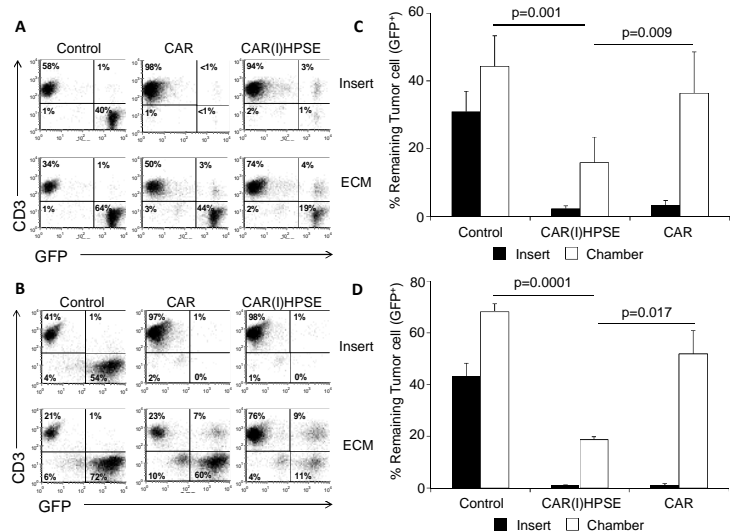 A
Control CAR CAR(I)HPSE
58% 1% 98% <1% 94% 3%
Insert
40% 1% <1% 2% 1%
34% 1% 50% 3% 74% 4%
ECM
1% 64% 3% 44% 2% 19%
CD3
GFP
B
Control CAR CAR(I)HPSE
41% 1% 97% 1% 98% 1%
Insert
4% 54% 2% 0% 1% 0%
21% 1% 23% 7% 76% 9%
ECM
6% 72% 10% 60% 4% 11%
CD3
GFP
C
p=0.001
p=0.009
% Remaining Tumor cell (GFP⁺)
60
40
20
0
Control CAR(I)HPSE CAR
Insert Chamber
D
p=0.0001
p=0.017
% Remaining Tumor cell (GFP⁺)
80
60
40
20
0
Control CAR(I)HPSE CAR
Insert Chamber